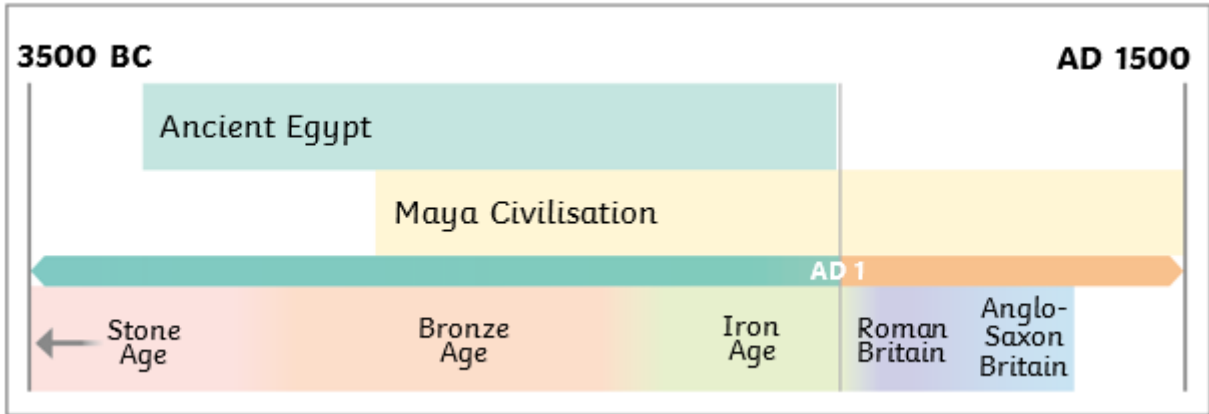 3500 BC
AD 1500
Ancient Egypt
Maya Civilisation
AD 1
Stone
Age
Bronze
Age
Iron
Age
Roman
Britain
Anglo-
Saxon
Britain